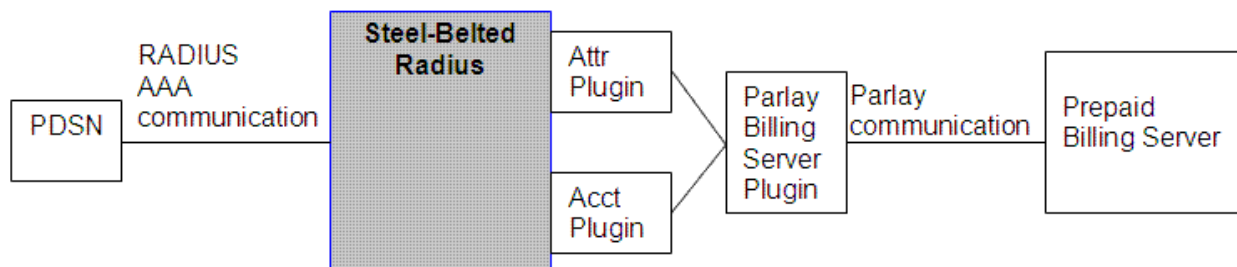 PDSN
RADIUS
AAA
communication
Steel-Belted
Radius
Attr
Plugin
Acct
Plugin
Parlay
Billing
Server
Plugin
Parlay
communication
Prepaid
Billing Server